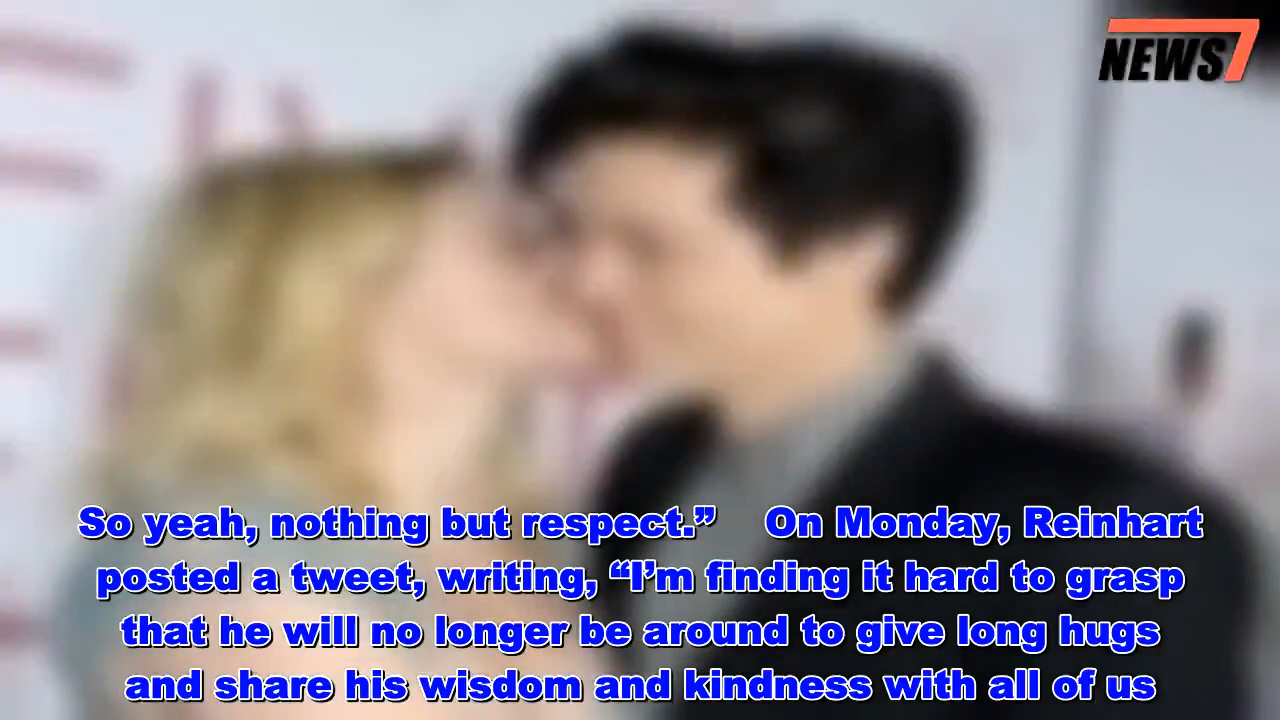 NEWS7
So yeah, nothing but respect.” On Monday, Reinhart
posted a tweet, writing, “I’m finding it hard to grasp
that he will no longer be around to give long hugs
and share his wisdom and kindness with all of us